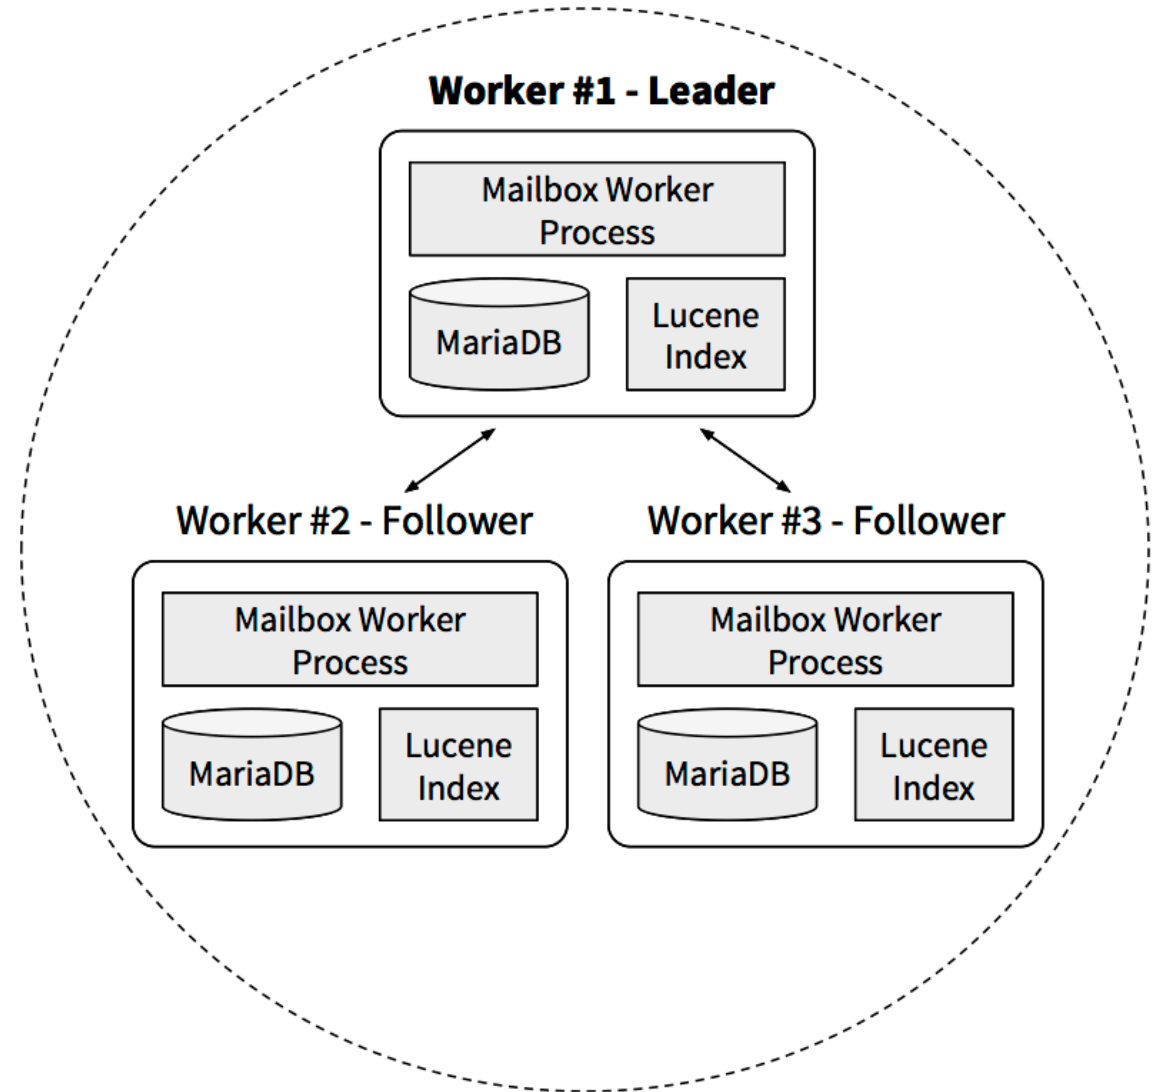 Worker #1 - Leader
Mailbox Worker
Process
MariaDB
Lucene
Index
Worker #2 - Follower
Mailbox Worker
Process
MariaDB
Lucene
Index
Worker #3 - Follower
Mailbox Worker
Process
MariaDB
Lucene
Index